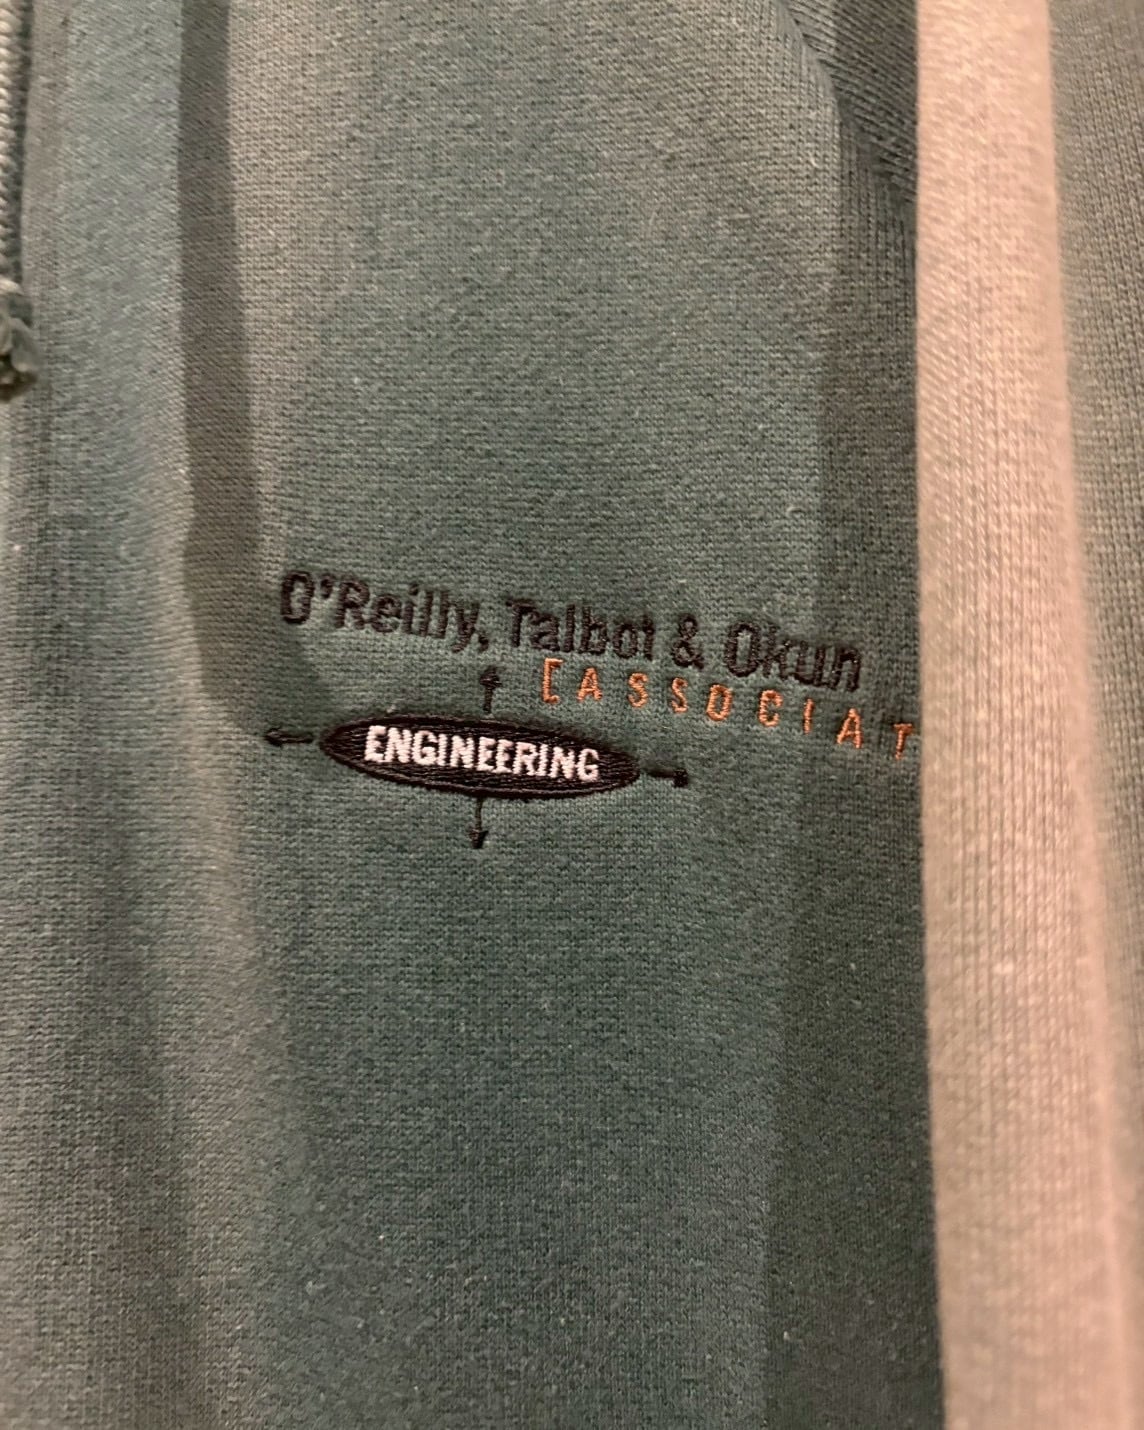 O'Reilly, Talbot & Okun
[ASSOCIAT
ENGINEERING